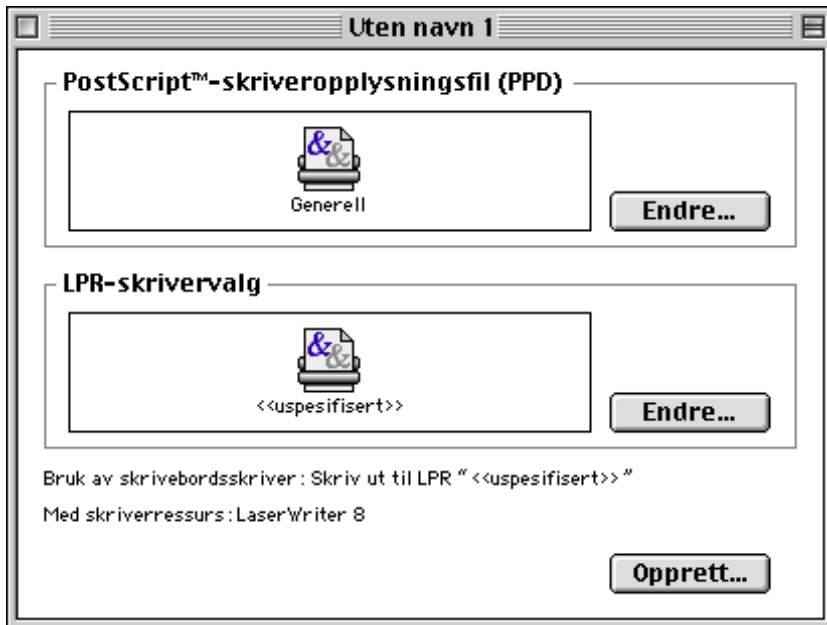 Uten navn 1
PostScript™-skriveropplysningsfil (PPD)
&&
Generell
Endre...
LPR-skrivervalg
&&
<<uspesifisert>>
Endre...
Bruk av skrivebordsskriver: Skriv ut til LPR "<<uspesifisert>>"
Med skriverressurs: LaserWriter 8
Opprett...